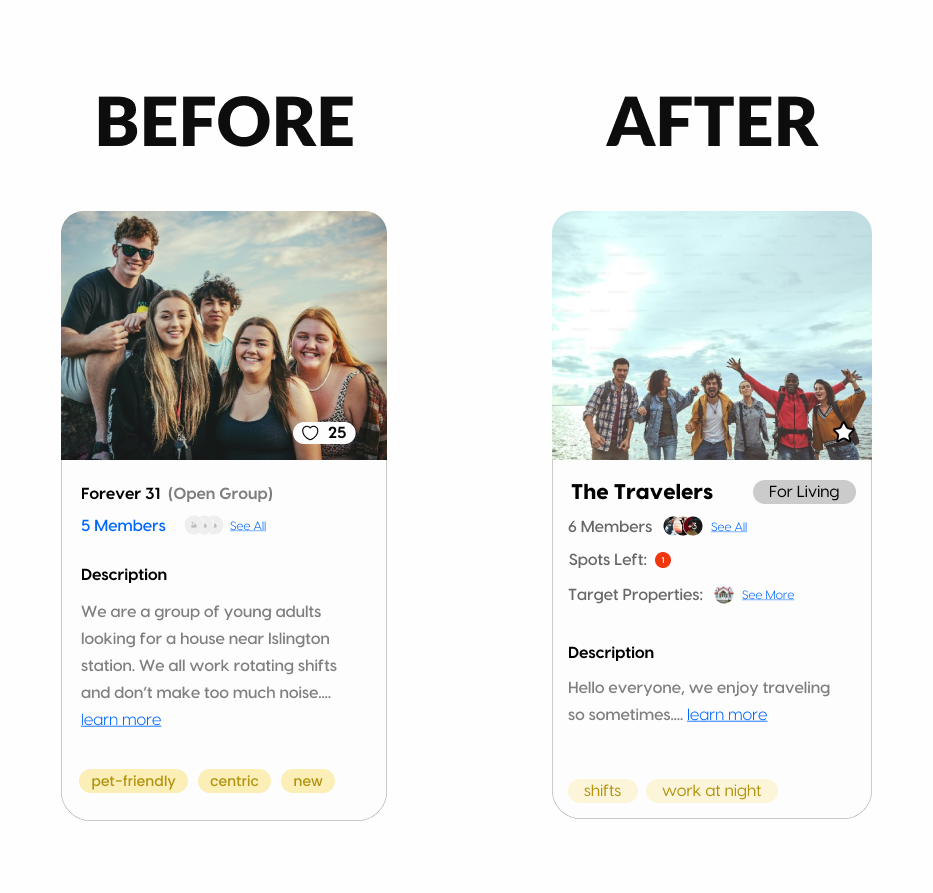 BEFORE
AFTER
25
Forever 31 (Open Group)
5 Members See All
Description
We are a group of young adults
looking for a house near Islington
station. We all work rotating shifts
and don’t make too much noise....
learn more
pet-friendly centric new
The Travelers For Living
6 Members +3 See All
Spots Left: 1
Target Properties: See More
Description
Hello everyone, we enjoy traveling
so sometimes.... learn more
shifts work at night